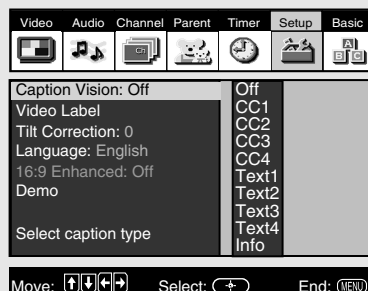 Video Audio Channel Parent Timer Setup Basic
Ch
A
B C
Caption Vision: Off
Video Label
Tilt Correction: 0
Language: English
16:9 Enhanced: Off
Demo
Select caption type
Off
CC1
CC2
CC3
CC4
Text1
Text2
Text3
Text4
Info
Move: Select: End: MENU